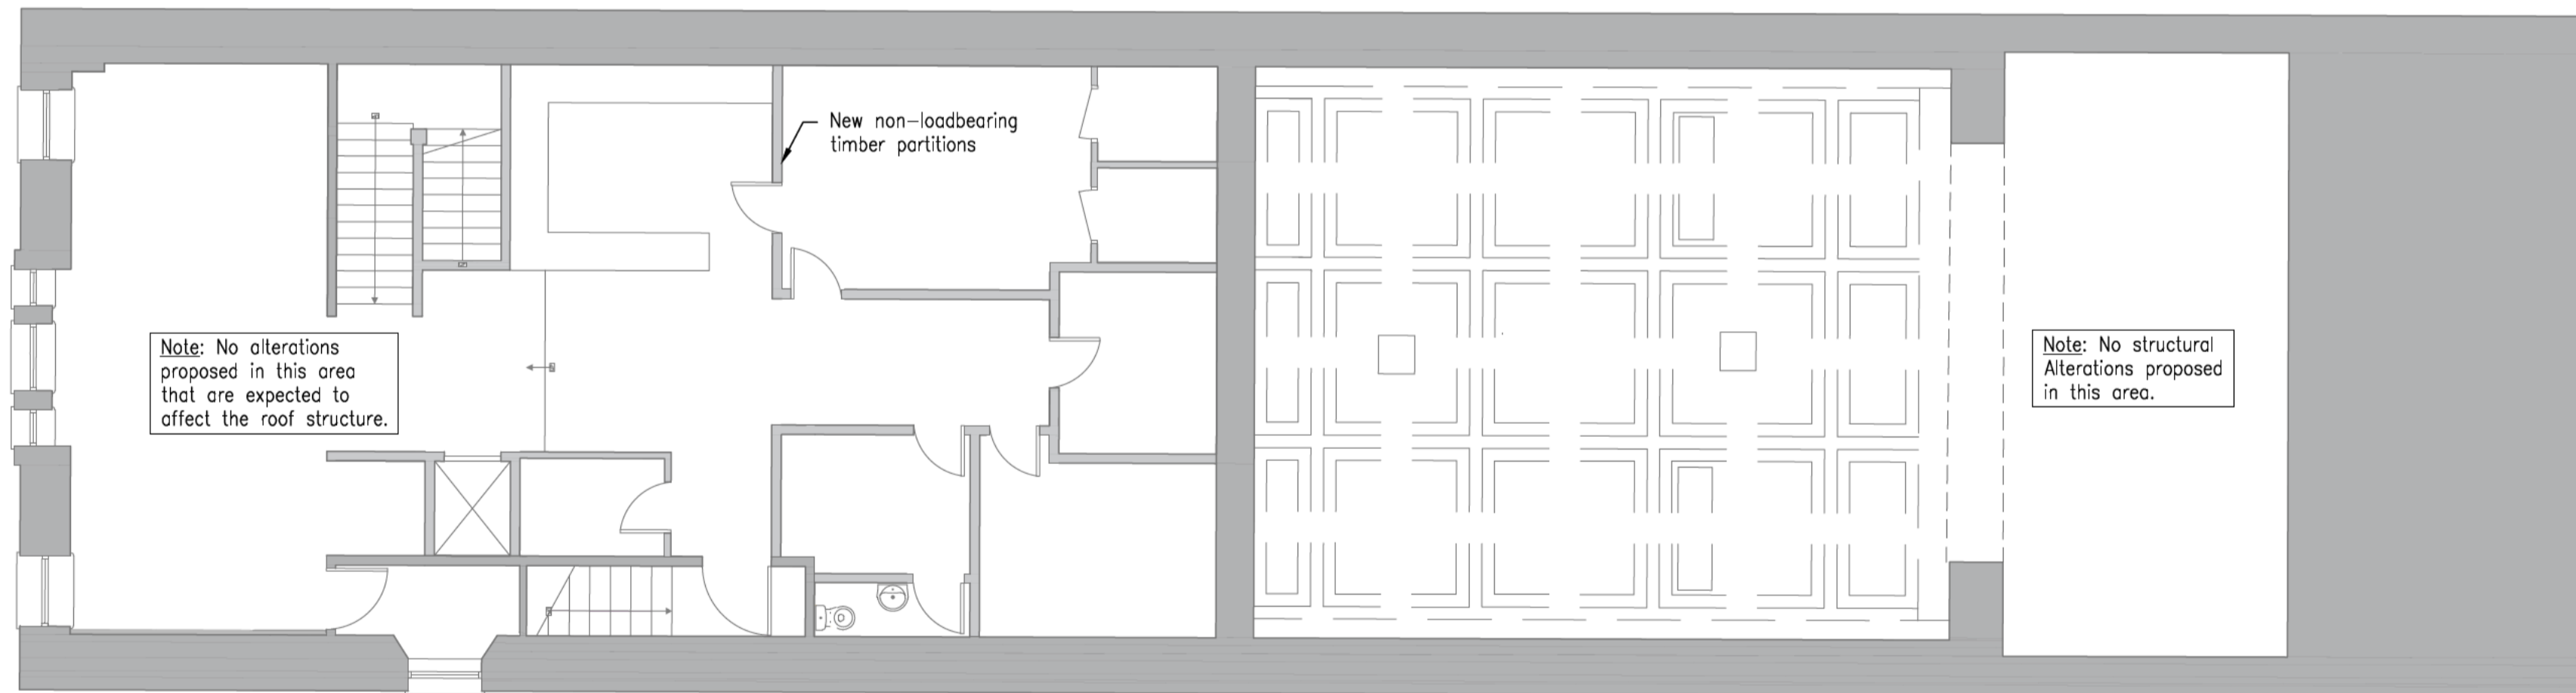 New non-loadbearing
timber partitions
Note: No alterations
proposed in this area
that are expected to
affect the roof structure.
Note: No structural
Alterations proposed
in this area.